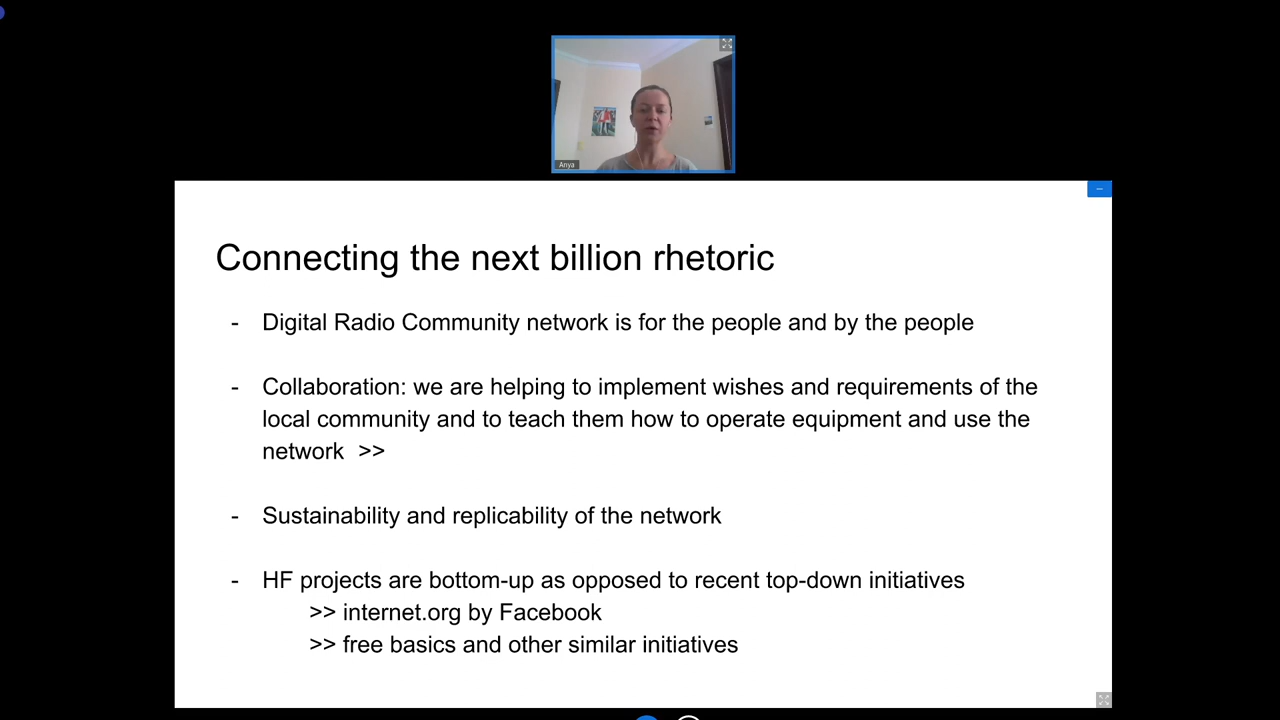 Anya
Connecting the next billion rhetoric
- Digital Radio Community network is for the people and by the people
- Collaboration: we are helping to implement wishes and requirements of the
local community and to teach them how to operate equipment and use the
network >>
- Sustainability and replicability of the network
- HF projects are bottom-up as opposed to recent top-down initiatives
>> internet.org by Facebook
>> free basics and other similar initiatives